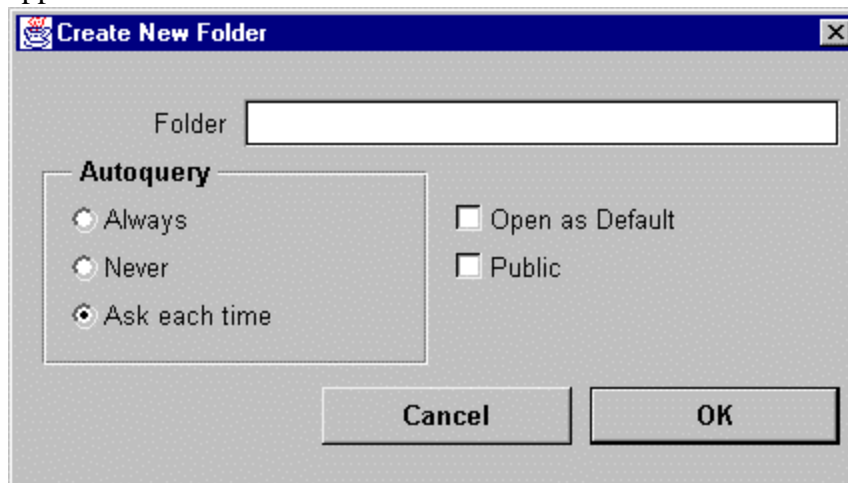 Create New Folder
Folder
Autoquery
Always
Open as Default
Never
Public
Ask each time
Cancel
OK